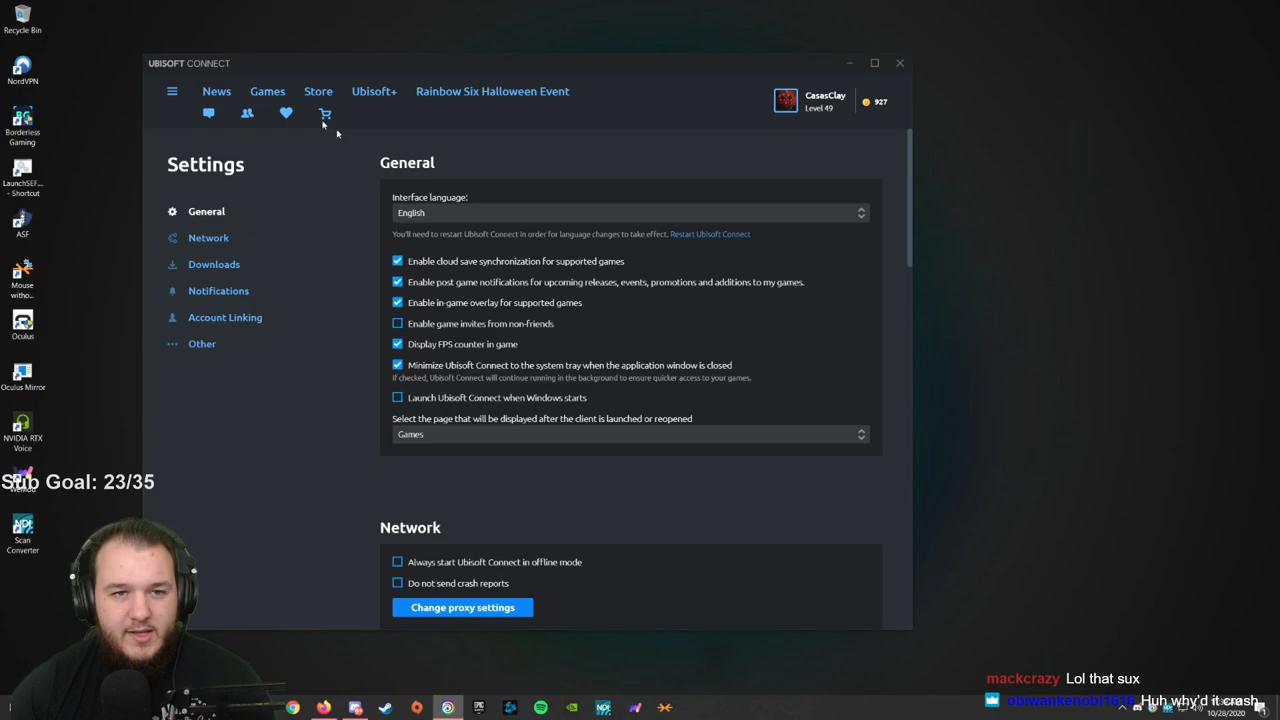 Recycle Bin
NordVPN
Borderless
Gaming
LaunchSEF...
- Shortcut
ASF
Mouse
witho...
Oculus
Oculus Mirror
NVIDIA RTX
Voice
Sub Goal: 23/35
Scan
Converter
UBISOFT CONNECT
News
Games
Store
Ubisoft+
Rainbow Six Halloween Event
CasasClay
Level 49
927
Settings
General
Network
Downloads
Notifications
Account Linking
Other
General
Interface language:
English
You'll need to restart Ubisoft Connect in order for language changes to take effect. Restart Ubisoft Connect
Enable cloud save synchronization for supported games
Enable post game notifications for upcoming releases, events, promotions and additions to my games.
Enable in-game overlay for supported games
Enable game invites from non-friends
Display FPS counter in game
Minimize Ubisoft Connect to the system tray when the application window is closed
If checked, Ubisoft Connect will continue running in the background to ensure quicker access to your games.
Launch Ubisoft Connect when Windows starts
Select the page that will be displayed after the client is launched or reopened
Games
Network
Always start Ubisoft Connect in offline mode
Do not send crash reports
Change proxy settings
mackcrazy Lol that sux
obiwankenobi1616 Huh why'd it crash
10/28/2020